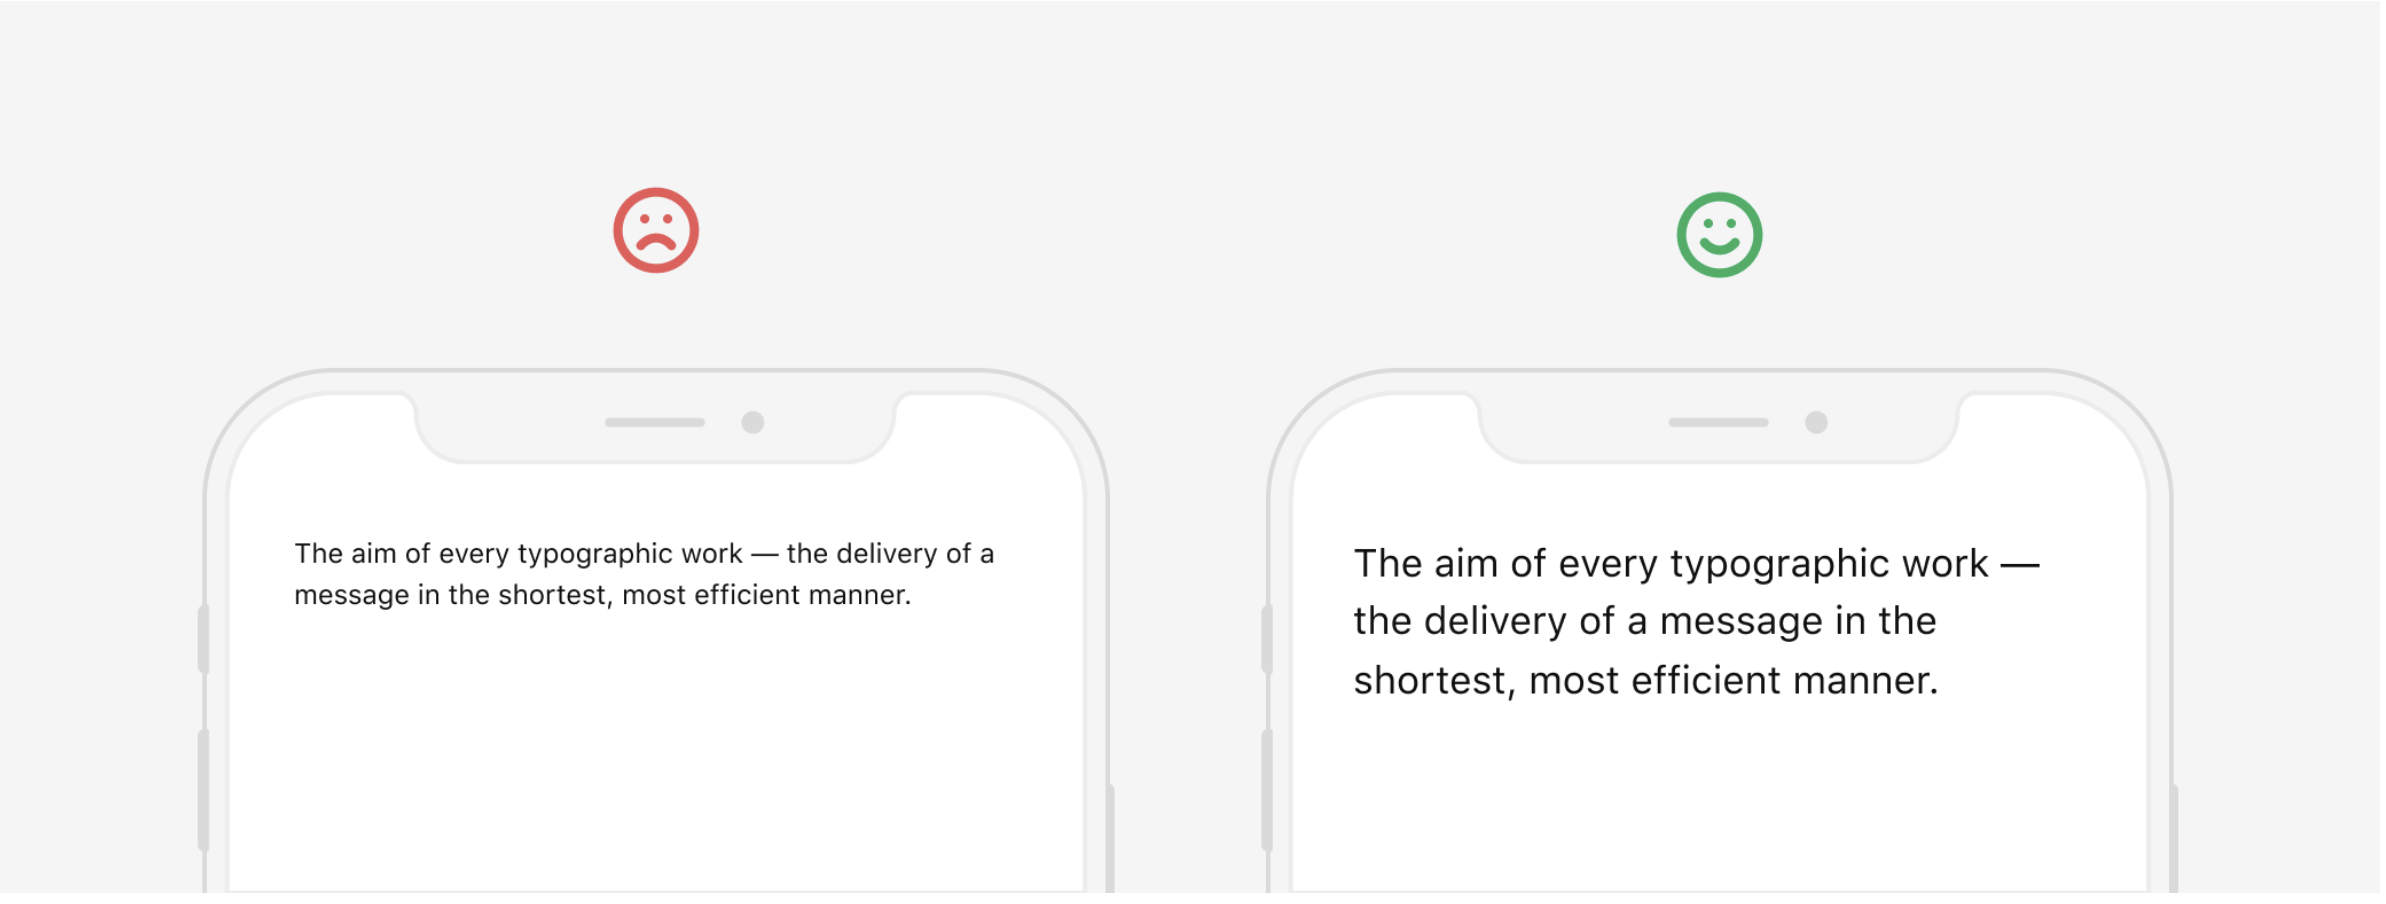 The aim of every typographic work — the delivery of a
message in the shortest, most efficient manner.
The aim of every typographic work —
the delivery of a message in the
shortest, most efficient manner.